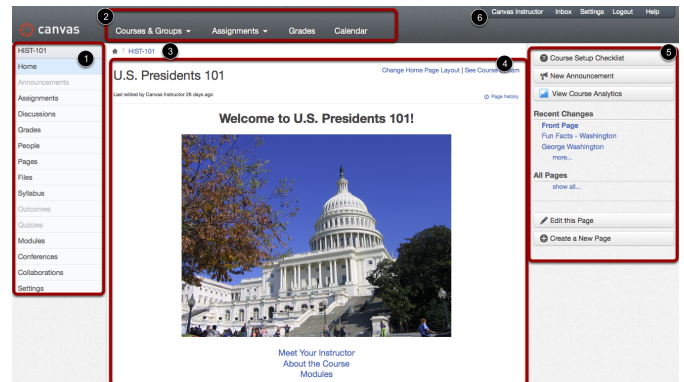 Canvas Instructor Inbox Settings Logout Help
6
2
canvas
Courses & Groups Assignments Grades Calendar
HIST-101
1
Home
Announcements
Assignments
Discussions
Grades
People
Pages
Files
Syllabus
Outcomes
Quizzes
Modules
Conferences
Collaborations
Settings
HIST-101
3
4
U.S. Presidents 101
Change Home Page Layout | See Course
Last edited by Canvas Instructor 26 days ago
Page history
Welcome to U.S. Presidents 101!
Meet Your Instructor
About the Course
Modules
5
Course Setup Checklist
New Announcement
View Course Analytics
Recent Changes
Front Page
Fun Facts - Washington
George Washington
more...
All Pages
show all...
Edit this Page
Create a New Page